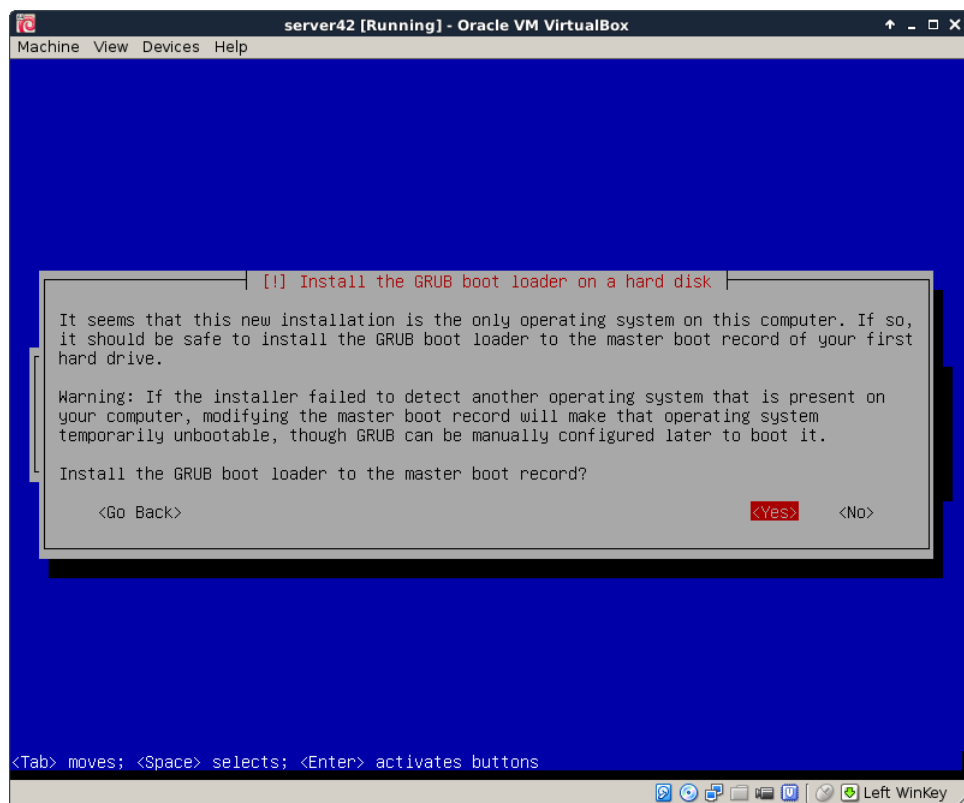 server42 [Running] - Oracle VM VirtualBox
Machine View Devices Help
[!] Install the GRUB boot loader on a hard disk
It seems that this new installation is the only operating system on this computer. If so,
it should be safe to install the GRUB boot loader to the master boot record of your first
hard drive.
Warning: If the installer failed to detect another operating system that is present on
your computer, modifying the master boot record will make that operating system
temporarily unbootable, though GRUB can be manually configured later to boot it.
Install the GRUB boot loader to the master boot record?
<Go Back> <Yes> <No>
<Tab> moves; <Space> selects; <Enter> activates buttons
Left WinKey